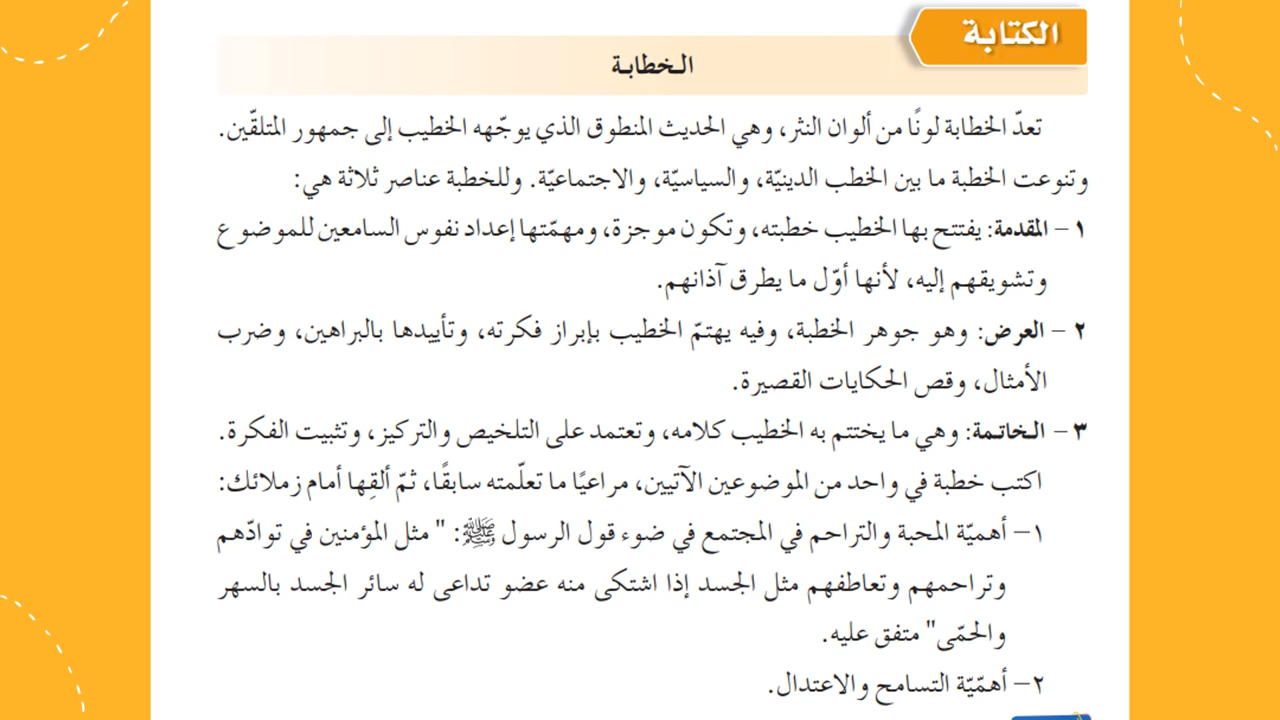 الكتابة
الخطابة
تعدّ الخطابة لونًا من ألوان النثر، وهي الحديث المنطوق الذي يوجّهه الخطيب إلى جمهور المتلقّين.
وتنوعت الخطبة ما بين الخطب الدينيّة، والسياسيّة، والاجتماعيّة. وللخطبة عناصر ثلاثة هي:
١ – المقدمة: يفتتح بها الخطيب خطبته، وتكون موجزة، ومهمّتها إعداد نفوس السامعين للموضوع
وتشويقهم إليه، لأنها أوّل ما يطرق آذانهم.
٢ – العرض: وهو جوهر الخطبة، وفيه يهتمّ الخطيب بإبراز فكرته، وتأييدها بالبراهين، وضرب
الأمثال، وقص الحكايات القصيرة.
٣ – الخاتمة: وهي ما يختتم به الخطيب كلامه، وتعتمد على التلخيص والتركيز، وتثبيت الفكرة.
اكتب خطبة في واحد من الموضوعين الآتيين، مراعيًا ما تعلّمته سابقًا، ثمّ ألقِها أمام زملائك:
١– أهميّة المحبة والتراحم في المجتمع في ضوء قول الرسول ﷺ: " مثل المؤمنين في توادّهم
وتراحمهم وتعاطفهم مثل الجسد إذا اشتكى منه عضو تداعى له سائر الجسد بالسهر
والحمّى" متفق عليه.
٢– أهمّيّة التسامح والاعتدال.